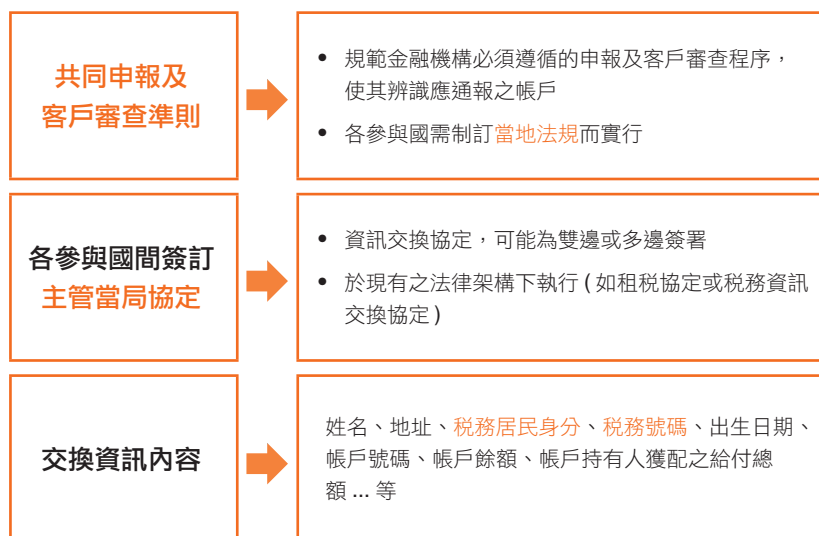 共同申報及
客戶審查準則
• 規範金融機構必須遵循的申報及客戶審查程序，
使其辨識應通報之帳戶
• 各參與國需制訂當地法規而實行
各參與國間簽訂
主管當局協定
• 資訊交換協定，可能為雙邊或多邊簽署
• 於現有之法律架構下執行 ( 如租稅協定或稅務資訊
交換協定 )
交換資訊內容
姓名、地址、稅務居民身分、稅務號碼、出生日期、
帳戶號碼、帳戶餘額、帳戶持有人獲配之給付總
額 ... 等